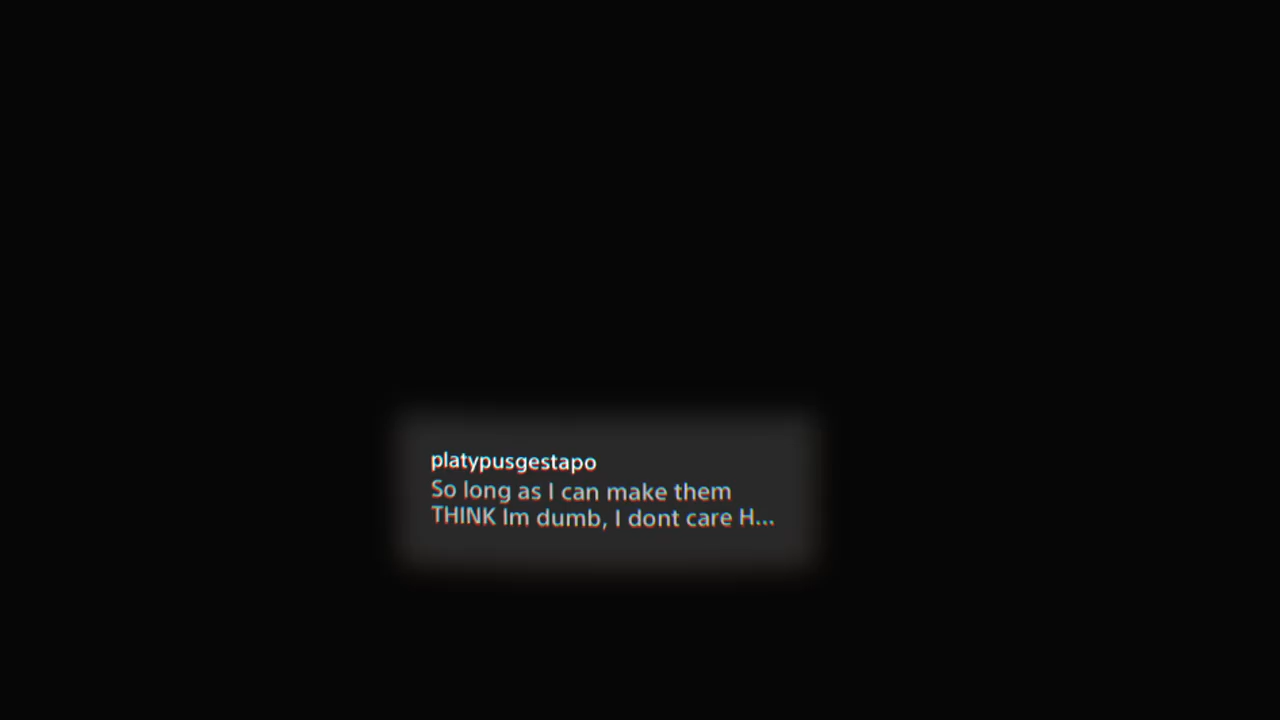 platypusgestapo
So long as I can make them
THINK Im dumb, I dont care H...